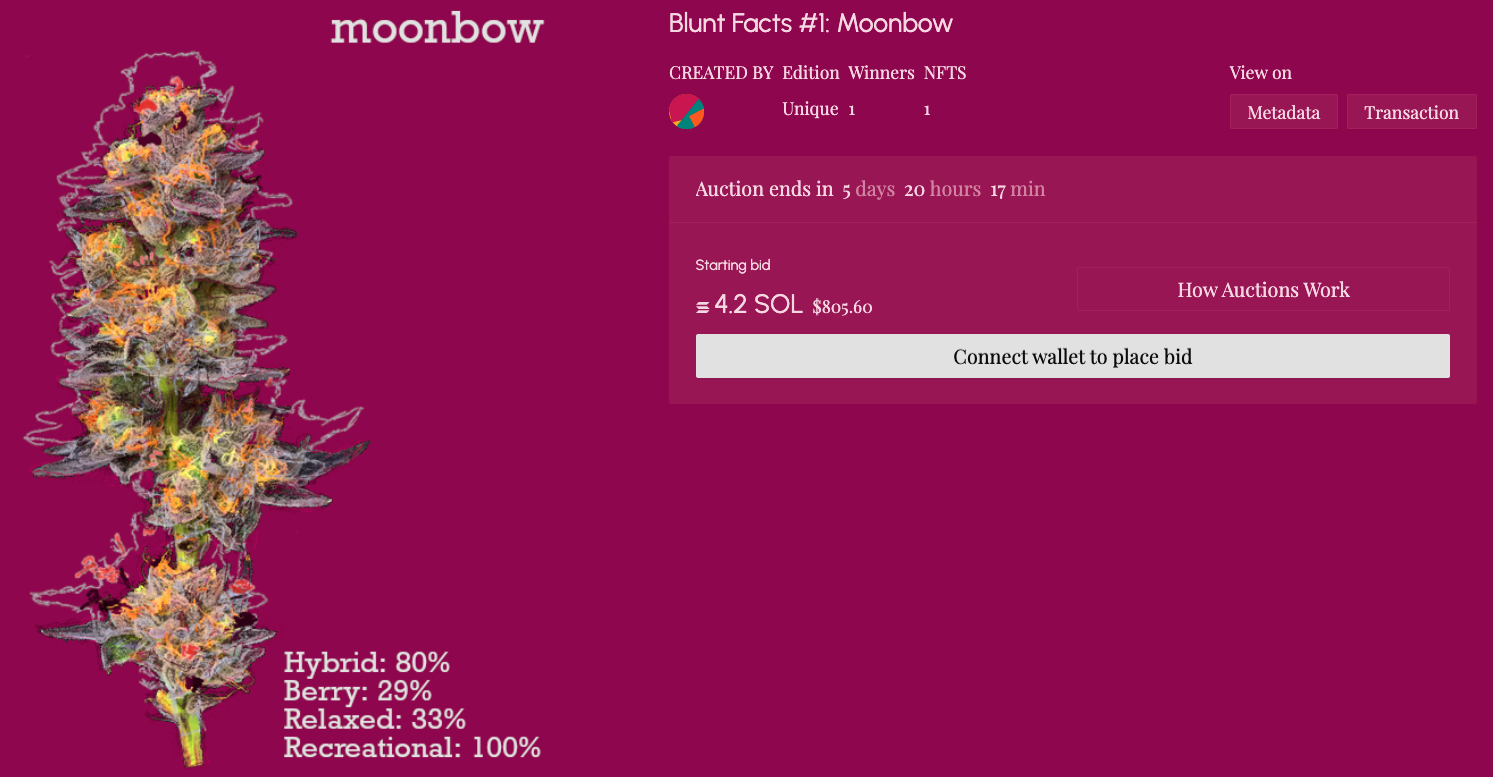 moonbow
Hybrid: 80%
Berry: 29%
Relaxed: 33%
Recreational: 100%
Blunt Facts #1: Moonbow
CREATED BY Edition Winners NFTS
Unique 1 1
View on
Metadata Transaction
Auction ends in 5 days 20 hours 17 min
Starting bid
4.2 SOL $805.60
How Auctions Work
Connect wallet to place bid